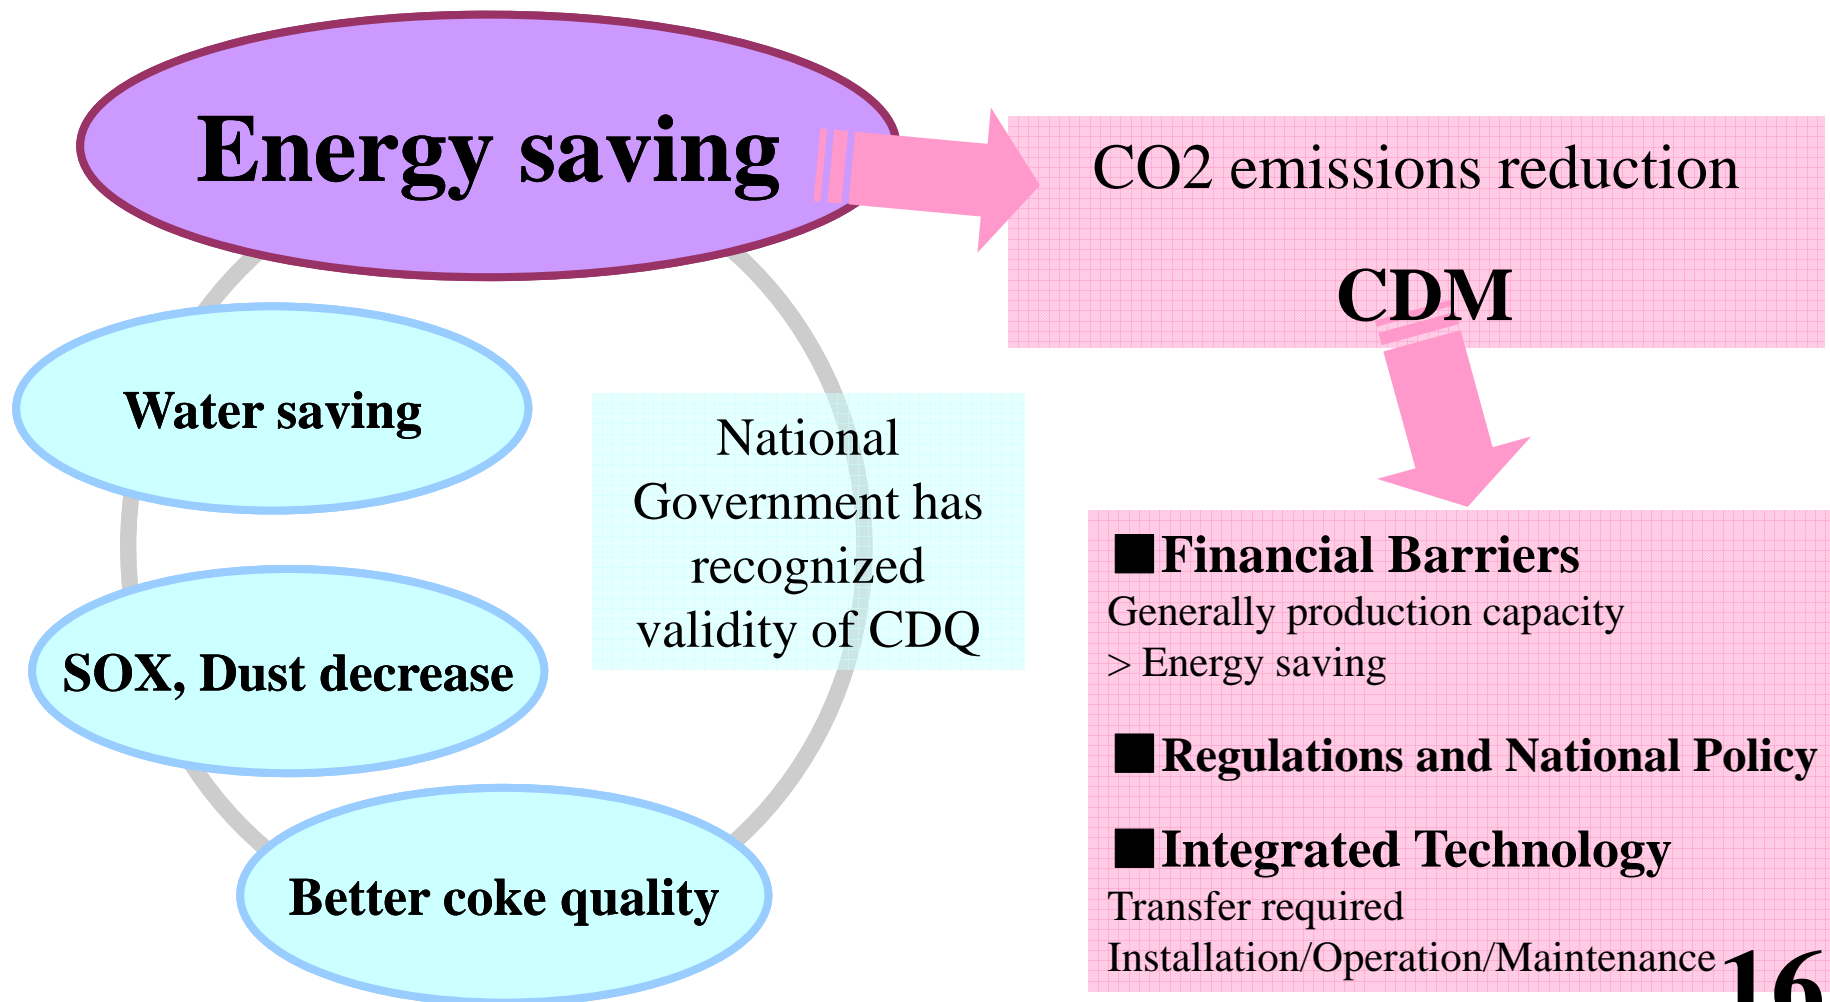 Energy saving
CO2 emissions reduction
CDM
Water saving
National
Government has
recognized
validity of CDQ
SOX, Dust decrease
Better coke quality
■Financial Barriers
Generally production capacity
> Energy saving
■Regulations and National Policy
■Integrated Technology
Transfer required
Installation/Operation/Maintenance
16